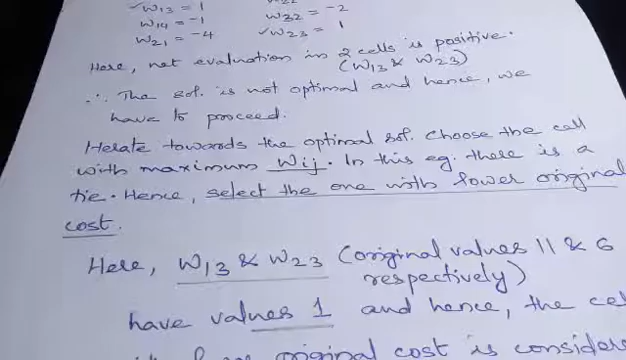 ✓W13 = 1
W14 = -1 W22 = -2
W21 = -4 ✓W23 = 1
Here, net evaluation in 2 cells is positive.
(W13 & W23)
∴ The sol. is not optimal and hence, we
have to proceed.
Iterate towards the optimal sol. Choose the cell
with maximum Wij. In this eg. there is a
tie. Hence, select the one with lower original
cost.
Here, W13 & W23 (original values 11 & 6
respectively)
have values 1 and hence, the
original cost is